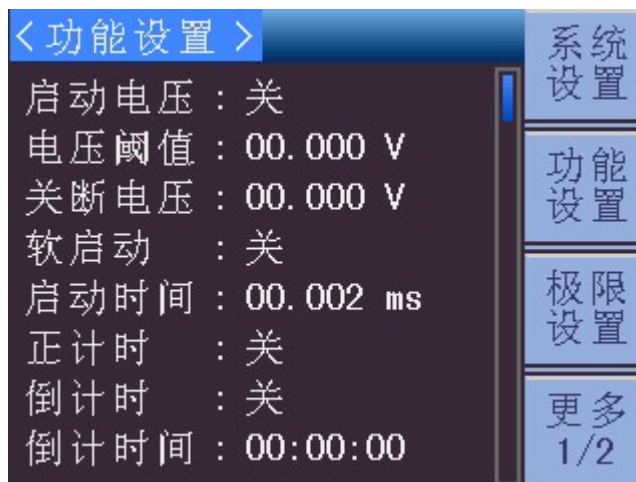 <功能设置 >
启动电压:关
电压阈值:00.000 V
关断电压:00.000 V
软启动 :关
启动时间:00.002 ms
正计时 :关
倒计时 :关
倒计时间:00:00:00
系统
设置
功能
设置
极限
设置
更多
1/2